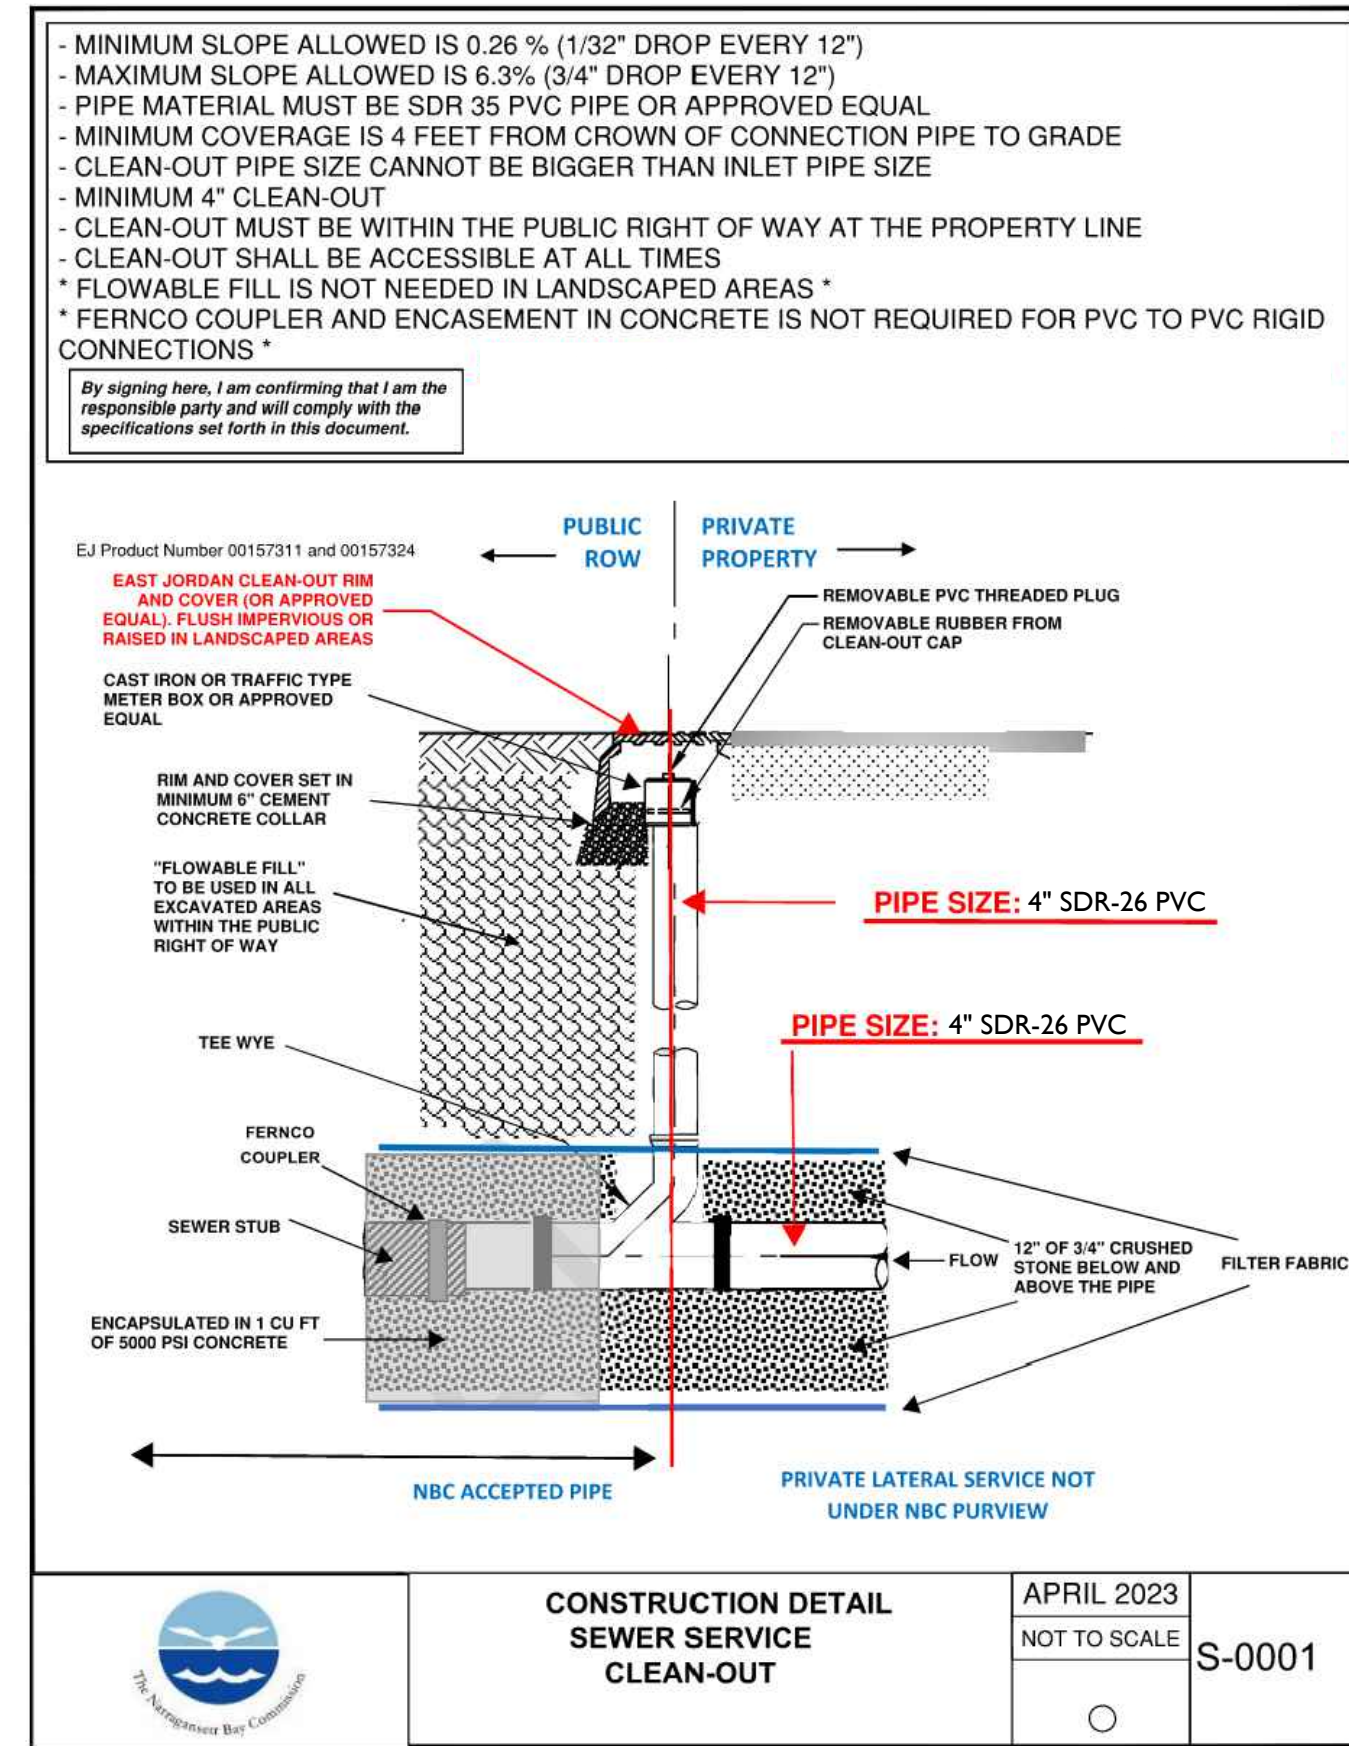 - MINIMUM SLOPE ALLOWED IS 0.26 % (1/32" DROP EVERY 12")
- MAXIMUM SLOPE ALLOWED IS 6.3% (3/4" DROP EVERY 12")
- PIPE MATERIAL MUST BE SDR 35 PVC PIPE OR APPROVED EQUAL
- MINIMUM COVERAGE IS 4 FEET FROM CROWN OF CONNECTION PIPE TO GRADE
- CLEAN-OUT PIPE SIZE CANNOT BE BIGGER THAN INLET PIPE SIZE
- MINIMUM 4" CLEAN-OUT
- CLEAN-OUT MUST BE WITHIN THE PUBLIC RIGHT OF WAY AT THE PROPERTY LINE
- CLEAN-OUT SHALL BE ACCESSIBLE AT ALL TIMES
* FLOWABLE FILL IS NOT NEEDED IN LANDSCAPED AREAS *
* FERNCO COUPLER AND ENCASEMENT IN CONCRETE IS NOT REQUIRED FOR PVC TO PVC RIGID
CONNECTIONS *
By signing here, I am confirming that I am the
responsible party and will comply with the
specifications set forth in this document.
PUBLIC
ROW
PRIVATE
PROPERTY
EJ Product Number 00157311 and 00157324
EAST JORDAN CLEAN-OUT RIM
AND COVER (OR APPROVED
EQUAL). FLUSH IMPERVIOUS OR
RAISED IN LANDSCAPED AREAS
REMOVABLE PVC THREADED PLUG
REMOVABLE RUBBER FROM
CLEAN-OUT CAP
CAST IRON OR TRAFFIC TYPE
METER BOX OR APPROVED
EQUAL
RIM AND COVER SET IN
MINIMUM 6" CEMENT
CONCRETE COLLAR
"FLOWABLE FILL"
TO BE USED IN ALL
EXCAVATED AREAS
WITHIN THE PUBLIC
RIGHT OF WAY
PIPE SIZE: 4" SDR-26 PVC
PIPE SIZE: 4" SDR-26 PVC
TEE WYE
FERNCO
COUPLER
SEWER STUB
FLOW
12" OF 3/4" CRUSHED
STONE BELOW AND
ABOVE THE PIPE
FILTER FABRIC
ENCAPSULATED IN 1 CU FT
OF 5000 PSI CONCRETE
NBC ACCEPTED PIPE
PRIVATE LATERAL SERVICE NOT
UNDER NBC PURVIEW
The Narragansett Bay Commission
CONSTRUCTION DETAIL
SEWER SERVICE
CLEAN-OUT
APRIL 2023
NOT TO SCALE
S-0001